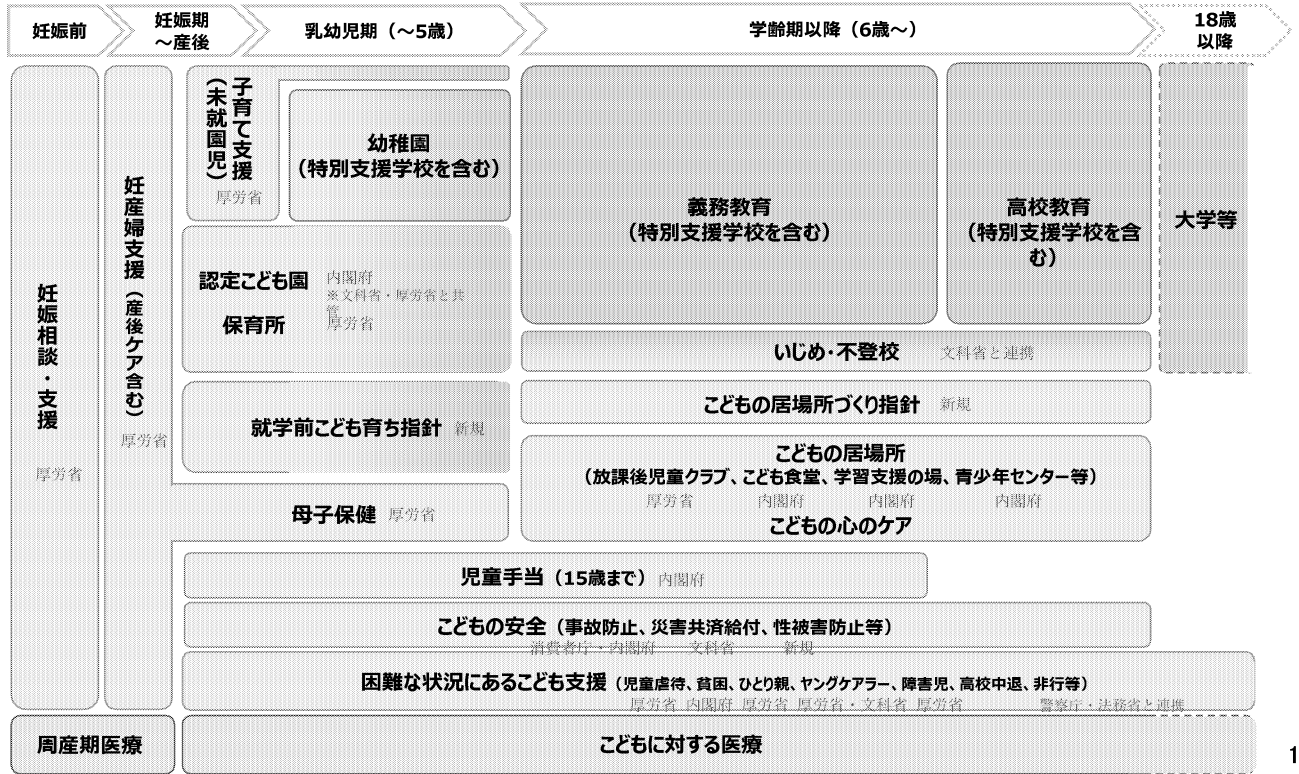 妊娠前
妊娠期
～産後
乳幼児期（～5歳）
学齢期以降（6歳～）
18歳
以降
妊娠相談・支援
厚労省
妊産婦支援（産後ケア含む）
厚労省
子育て支援
（未就園児）
厚労省
幼稚園
（特別支援学校を含む）
認定こども園
内閣府
※文科省・厚労省と共
管
保育所
厚労省
就学前こども育ち指針 新規
母子保健 厚労省
義務教育
（特別支援学校を含む）
高校教育
（特別支援学校を含
む）
大学等
いじめ・不登校 文科省と連携
こどもの居場所づくり指針 新規
こどもの居場所
（放課後児童クラブ、こども食堂、学習支援の場、青少年センター等）
厚労省 内閣府 内閣府 内閣府
こどもの心のケア
児童手当（15歳まで） 内閣府
こどもの安全（事故防止、災害共済給付、性被害防止等）
消費者庁・内閣府 文科省 新規
困難な状況にあるこども支援（児童虐待、貧困、ひとり親、ヤングケアラー、障害児、高校中退、非行等）
厚労省 内閣府 厚労省 厚労省・文科省 厚労省 警察庁・法務省と連携
周産期医療
こどもに対する医療
1